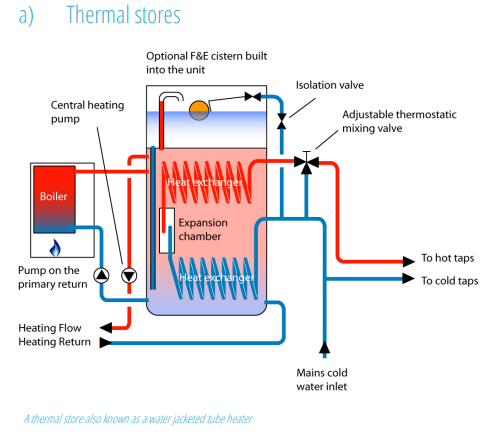 a) Thermal stores
Optional F&E cistern built
into the unit
Isolation valve
Central heating
pump
Adjustable thermostatic
mixing valve
Heat exchanger
Boiler
Expansion
chamber
To hot taps
Pump on the
primary return
Heat exchanger
To cold taps
Heating Flow
Heating Return
Mains cold
water inlet
A thermal store also known as a water jacketed tube heater